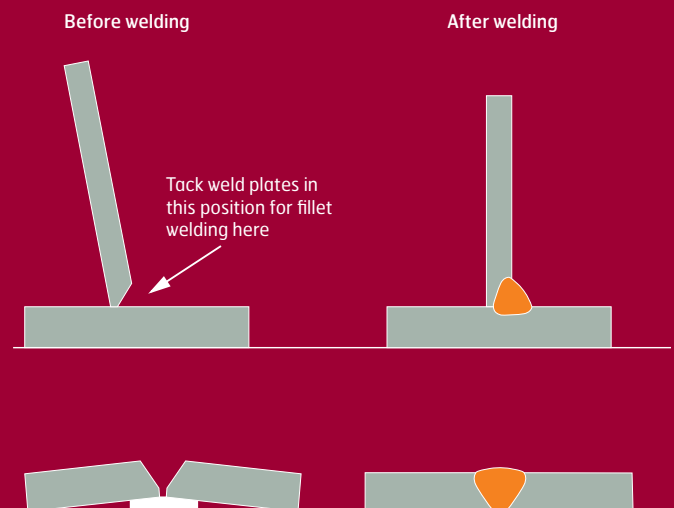 Before welding
After welding
Tack weld plates in
this position for fillet
welding here